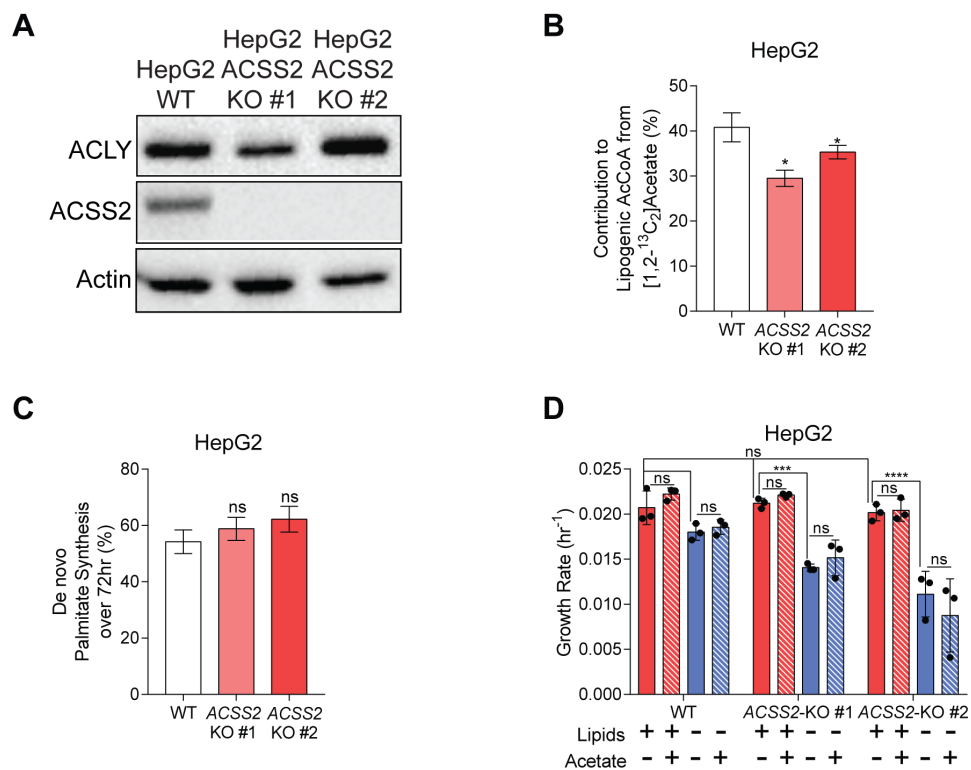 A
HepG2
WT
HepG2
ACSS2
KO #1
HepG2
ACSS2
KO #2
ACLY
ACSS2
Actin
B
HepG2
Contribution to
Lipogenic AcCoA from
[1,2-¹³C₂]Acetate (%)
50
40
30
20
10
0
*
*
WT
ACSS2
KO #1
ACSS2
KO #2
C
HepG2
De novo
Palmitate Synthesis
over 72hr (%)
80
60
40
20
0
ns
ns
WT
ACSS2
KO #1
ACSS2
KO #2
D
HepG2
Growth Rate (hr⁻¹)
0.025
0.020
0.015
0.010
0.005
0.000
ns
ns
ns
ns
***
ns
ns
****
ns
ns
WT
ACSS2-KO #1
ACSS2-KO #2
Lipids + + - - + + - - + + - -
Acetate - + - + - + - + - + - +